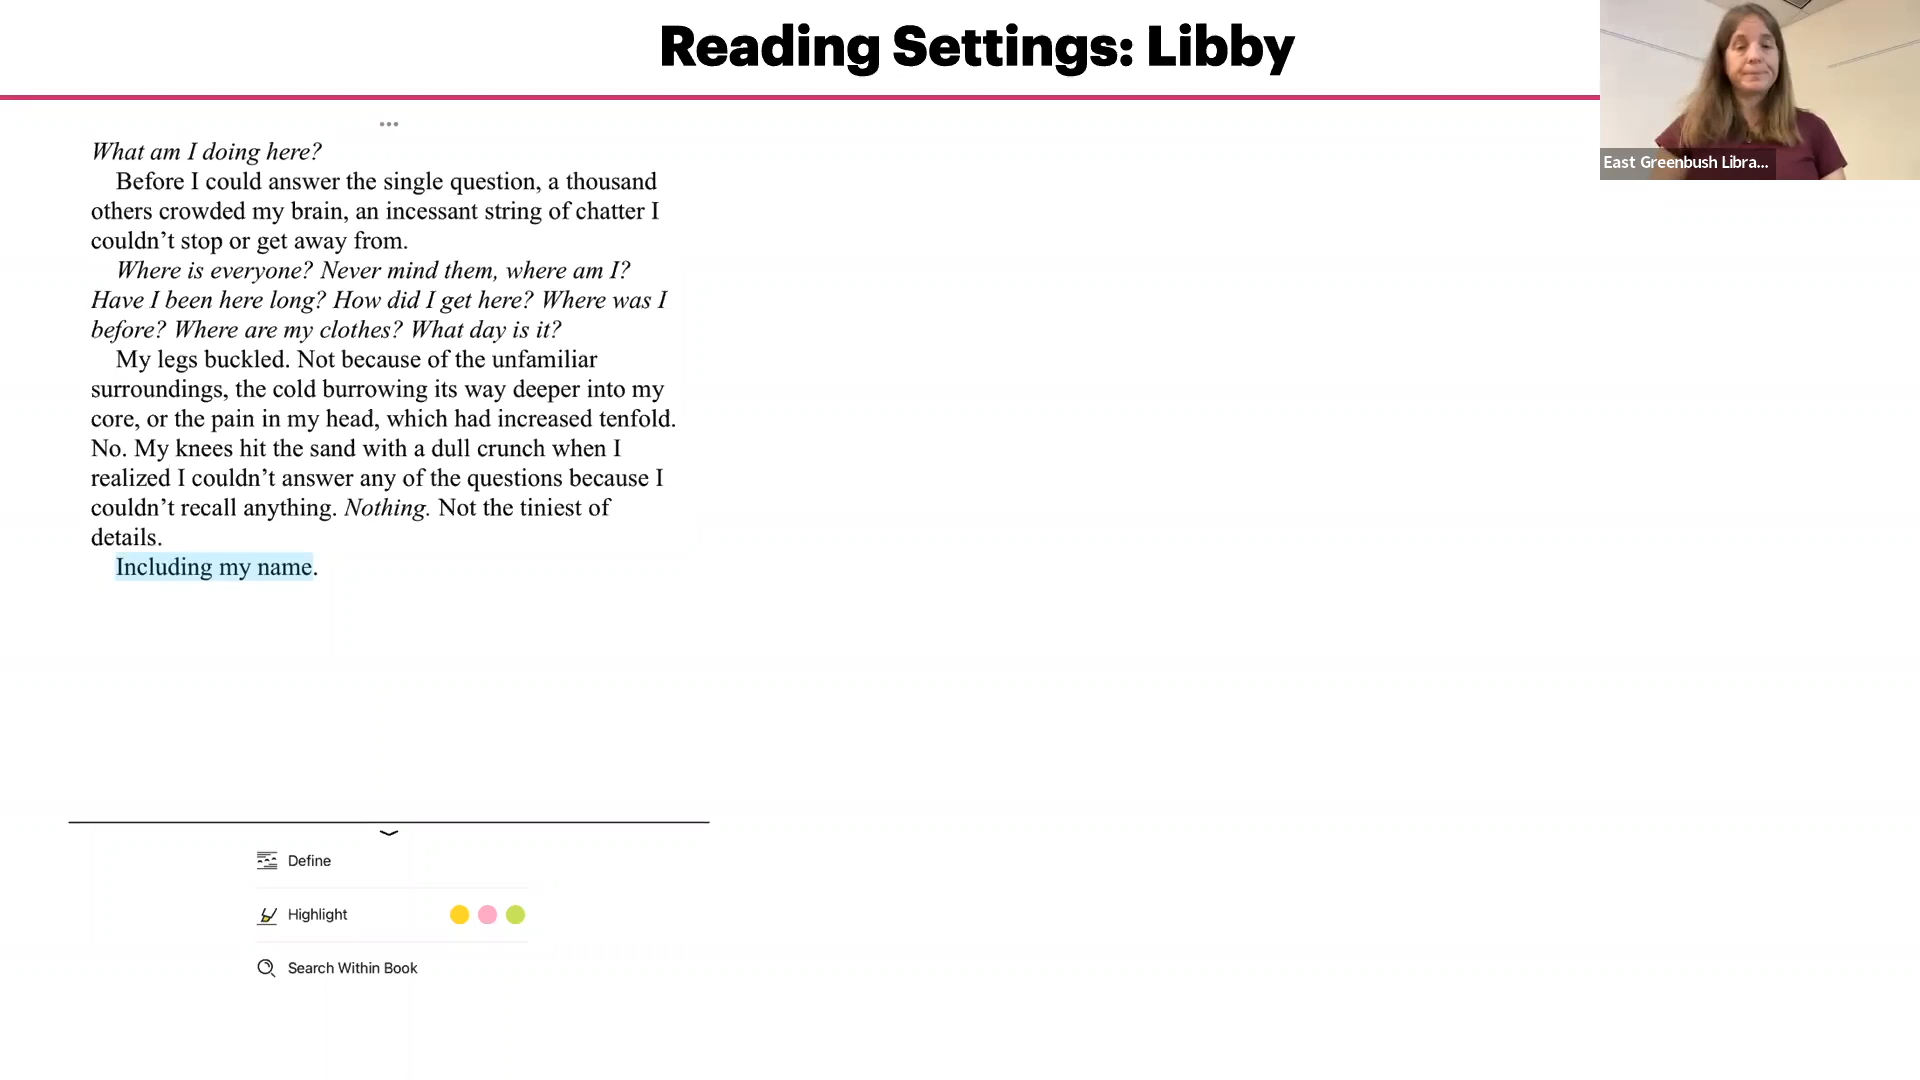 Reading Settings: Libby
East Greenbush Libra...
What am I doing here?
Before I could answer the single question, a thousand
others crowded my brain, an incessant string of chatter I
couldn’t stop or get away from.
Where is everyone? Never mind them, where am I?
Have I been here long? How did I get here? Where was I
before? Where are my clothes? What day is it?
My legs buckled. Not because of the unfamiliar
surroundings, the cold burrowing its way deeper into my
core, or the pain in my head, which had increased tenfold.
No. My knees hit the sand with a dull crunch when I
realized I couldn’t answer any of the questions because I
couldn’t recall anything. Nothing. Not the tiniest of
details.
Including my name.
Define
Highlight
Search Within Book